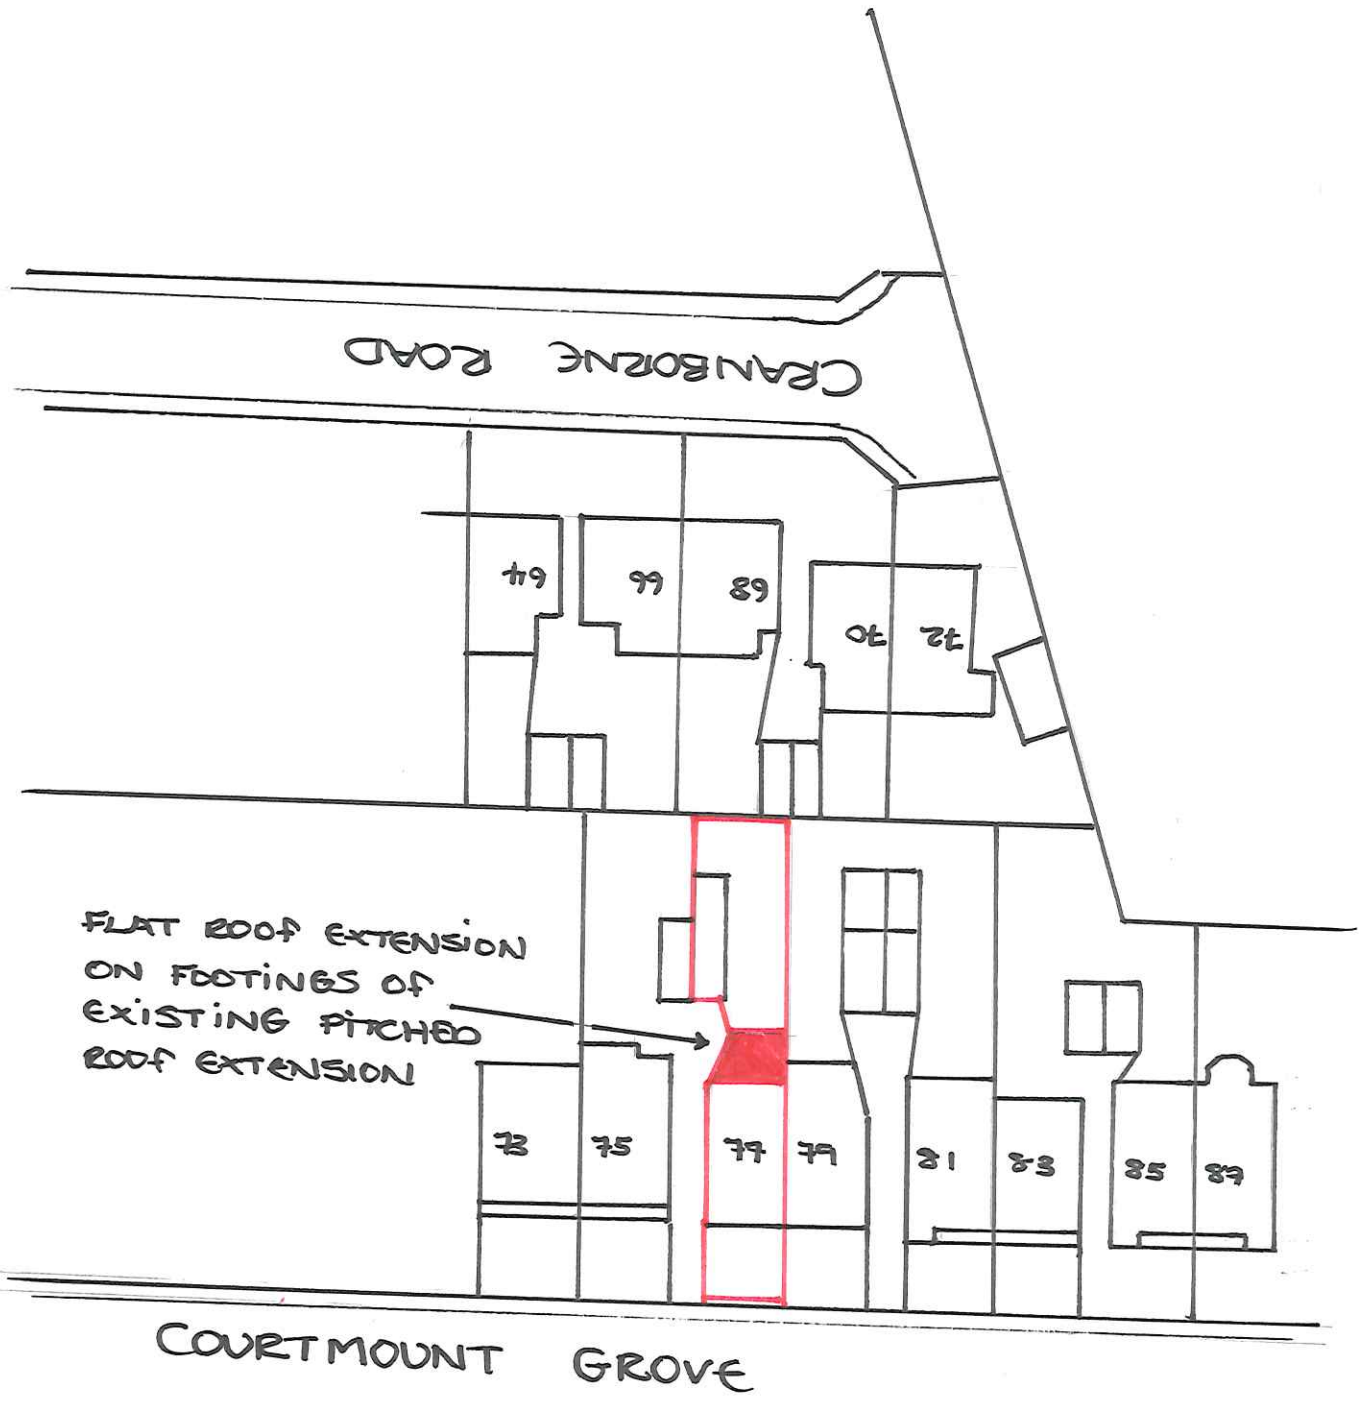 CRANBORNE ROAD
64
66
68
70
72
FLAT ROOF EXTENSION
ON FOOTINGS OF
EXISTING PITCHED
ROOF EXTENSION
73
75
77
79
81
83
85
87
COURTMOUNT GROVE